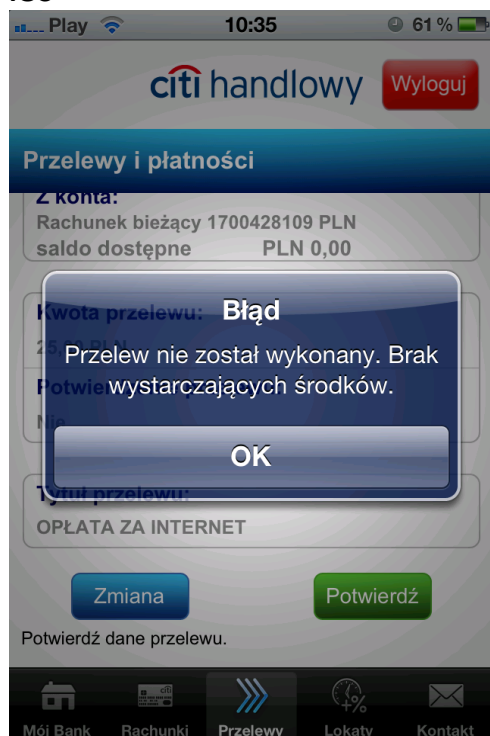 Play 10:35 61 %
citi handlowy Wyloguj
Przelewy i płatności
Z konta:
Rachunek bieżący 1700428109 PLN
saldo dostępne PLN 0,00
Kwota przelewu:
Błąd
Przelew nie został wykonany. Brak
wystarczających środków.
Nie
OK
Tytuł przelewu:
OPŁATA ZA INTERNET
Zmiana Potwierdź
Potwierdź dane przelewu.
citi
Mój Bank Rachunki Przelewy Lokaty Kontakt